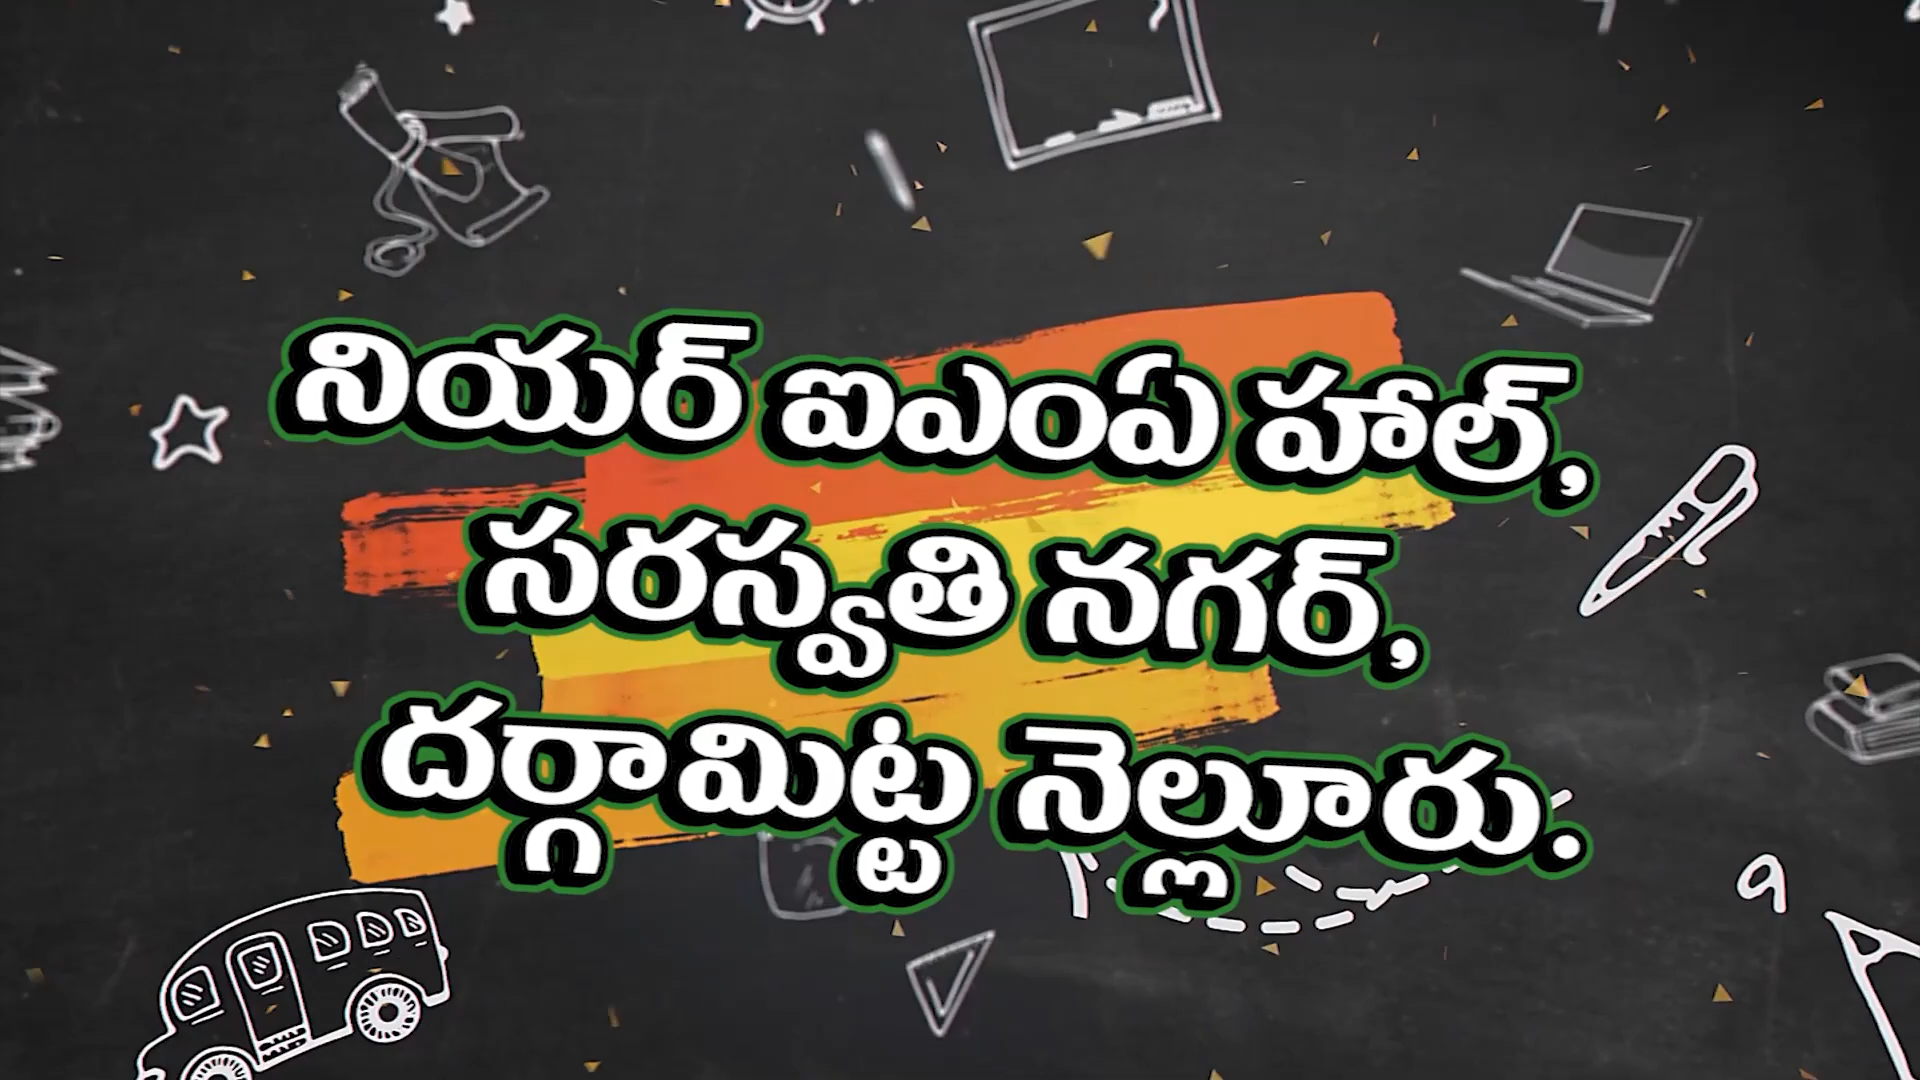 నియర్ ఐఎంఏ హాల్,
సరస్వతి నగర్,
దర్గామిట్ట నెల్లూరు.